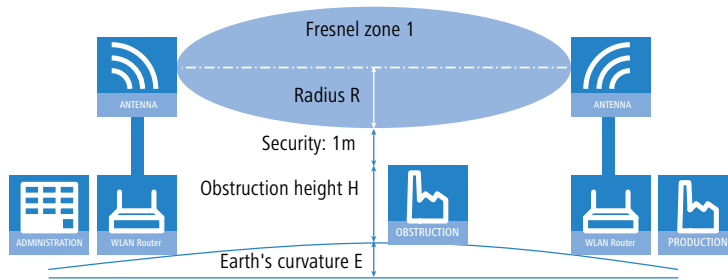 Fresnel zone 1
ANTENNA
Radius R
ANTENNA
Security: 1m
Obstruction height H
ADMINISTRATION
WLAN Router
OBSTRUCTION
WLAN Router
PRODUCTION
Earth's curvature E